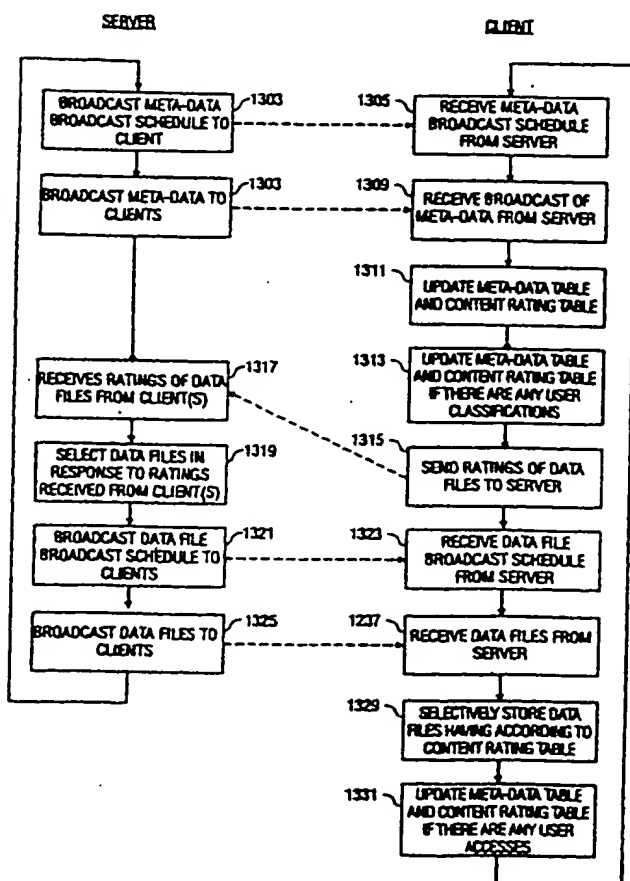 SERVER
CLIENT
BROADCAST META-DATA
BROADCAST SCHEDULE TO
CLIENT
1303
1305
RECEIVE META-DATA
BROADCAST SCHEDULE
FROM SERVER
BROADCAST META-DATA TO
CLIENTS
1303
1309
RECEIVE BROADCAST OF
META-DATA FROM SERVER
1311
UPDATE META-DATA TABLE
AND CONTENT RATING TABLE
1313
UPDATE META-DATA TABLE
AND CONTENT RATING TABLE
IF THERE ARE ANY USER
CLASSIFICATIONS
RECEIVES RATINGS OF DATA
FILES FROM CLIENT(S)
1317
1315
SEND RATINGS OF DATA
FILES TO SERVER
SELECT DATA FILES IN
RESPONSE TO RATINGS
RECEIVED FROM CLIENT(S)
1319
BROADCAST DATA FILE
BROADCAST SCHEDULE TO
CLIENTS
1321
1323
RECEIVE DATA FILE
BROADCAST SCHEDULE
FROM SERVER
BROADCAST DATA FILES TO
CLIENTS
1325
1237
RECEIVE DATA FILES FROM
SERVER
1329
SELECTIVELY STORE DATA
FILES HAVING ACCORDING TO
CONTENT RATING TABLE
1331
UPDATE META-DATA TABLE
AND CONTENT RATING TABLE
IF THERE ARE ANY USER
ACCESSES